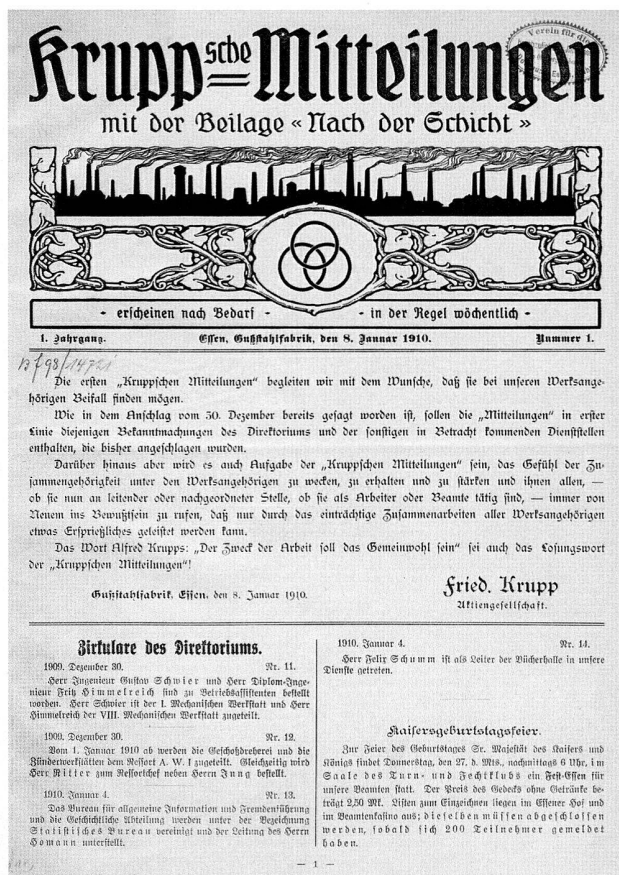 Kruppsche Mitteilungen
mit der Beilage «Nach der Schicht»
Verein für die
- erscheinen nach Bedarf - - in der Regel wöchentlich -
1. Jahrgang. Essen, Gußstahlfabrik, den 8. Januar 1910. Nummer 1.
Die ersten „Kruppschen Mitteilungen“ begleiten wir mit dem Wunsche, daß sie bei unseren Werksange-
hörigen Beifall finden mögen.
Wie in dem Anschlag vom 30. Dezember bereits gesagt worden ist, sollen die „Mitteilungen“ in erster
Linie diejenigen Bekanntmachungen des Direktoriums und der sonstigen in Betracht kommenden Dienststellen
enthalten, die bisher angeschlagen wurden.
Darüber hinaus aber wird es auch Aufgabe der „Kruppschen Mitteilungen“ sein, das Gefühl der Zu-
sammengehörigkeit unter den Werksangehörigen zu wecken, zu erhalten und zu stärken und ihnen allen, —
ob sie nun an leitender oder nachgeordneter Stelle, ob sie als Arbeiter oder Beamte tätig sind, — immer von
Neuem ins Bewußtsein zu rufen, daß nur durch das einträchtige Zusammenarbeiten aller Werksangehörigen
etwas Ersprießliches geleistet werden kann.
Das Wort Alfred Krupps: „Der Zweck der Arbeit soll das Gemeinwohl sein“ sei auch das Losungswort
der „Kruppschen Mitteilungen“!
Gußstahlfabrik, Essen, den 8. Januar 1910.
Fried. Krupp
Aktiengesellschaft.
Zirkulare des Direktoriums.
1909. Dezember 30. Nr. 11.
Herr Ingenieur Gustav Schwier und Herr Diplom-Inge-
nieur Fritz Himmelreich sind zu Betriebsassistenten bestellt
worden. Herr Schwier ist der I. Mechanischen Werkstatt und Herr
Himmelreich der VIII. Mechanischen Werkstatt zugeteilt.
1909. Dezember 30. Nr. 12.
Vom 1. Januar 1910 ab werden die Geschoßdreherei und die
Zünderwerkstätten dem Ressort A. W. I zugeteilt. Gleichzeitig wird
Herr Ritter zum Ressortchef neben Herrn Jung bestellt.
1910. Januar 4. Nr. 13.
Das Bureau für allgemeine Information und Fremdenführung
und die Geschichtliche Abteilung werden unter der Bezeichnung
Statistisches Bureau vereinigt und der Leitung des Herrn
Homann unterstellt.
1910. Januar 4. Nr. 14.
Herr Felix Schumm ist als Leiter der Bücherhalle in unsere
Dienste getreten.
Kaisersgeburtstagsfeier.
Zur Feier des Geburtstages Sr. Majestät des Kaisers und
Königs findet Donnerstag, den 27. d. Mts., nachmittags 6 Uhr, im
Saale des Turn- und Fechtklubs ein Fest-Essen für
unsere Beamten statt. Der Preis des Gedecks ohne Getränke be-
trägt 2,50 Mk. Listen zum Einzeichnen liegen im Essener Hof und
im Beamtenkasino aus; dieselben müssen abgeschlossen
werden, sobald sich 200 Teilnehmer gemeldet
haben.
— 1 —